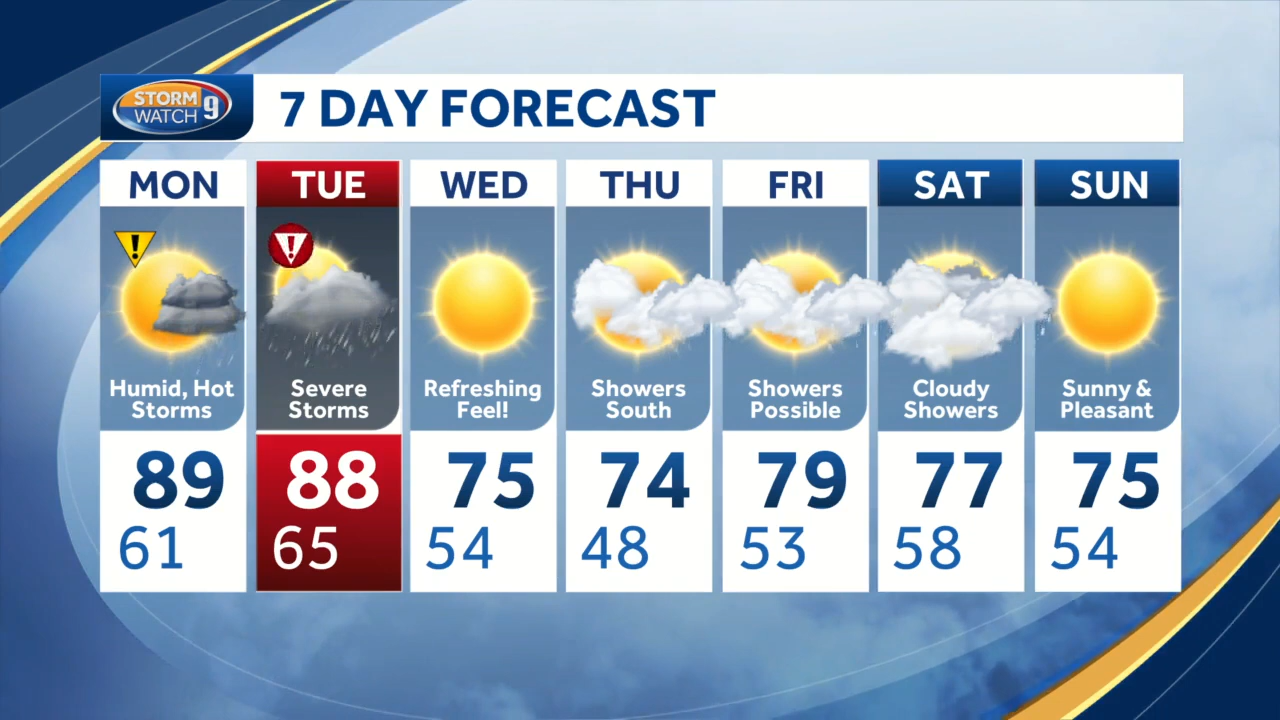 STORM
WATCH 9
7 DAY FORECAST
MON
TUE
WED
THU
FRI
SAT
SUN
!
!
Humid, Hot
Storms
Severe
Storms
Refreshing
Feel!
Showers
South
Showers
Possible
Cloudy
Showers
Sunny &
Pleasant
89
88
75
74
79
77
75
61
65
54
48
53
58
54